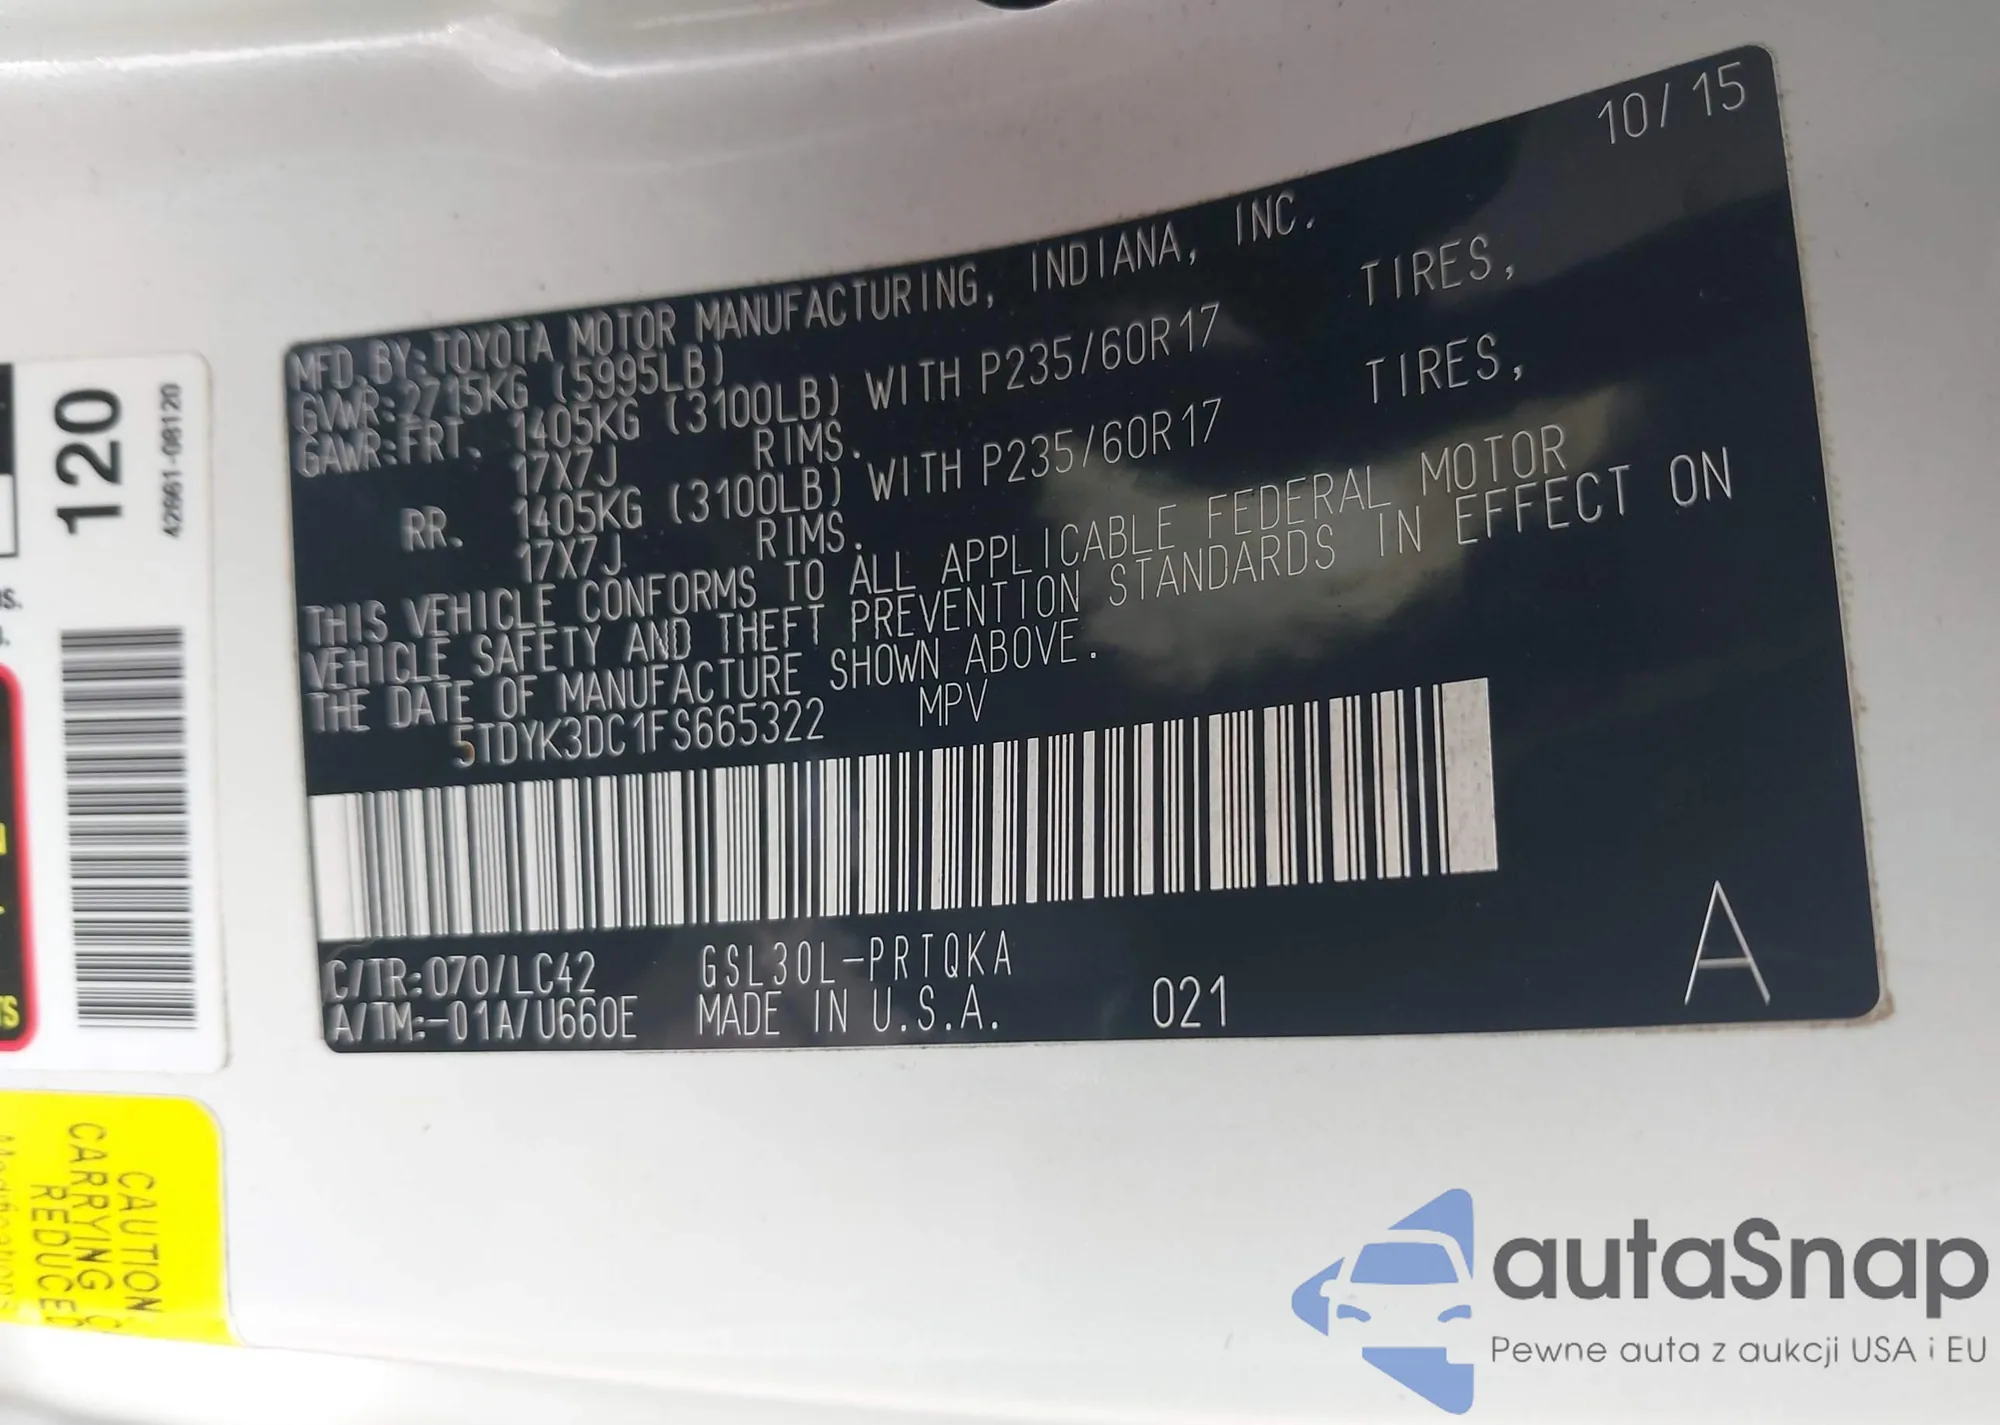 10/15
MFD.BY:TOYOTA MOTOR MANUFACTURING, INDIANA, INC.
GVWR:2715KG (5995LB)
GAWR:FRT. 1405KG (3100LB) WITH P235/60R17 TIRES,
17X7J RIMS.
RR. 1405KG (3100LB) WITH P235/60R17 TIRES,
17X7J RIMS.
THIS VEHICLE CONFORMS TO ALL APPLICABLE FEDERAL MOTOR
VEHICLE SAFETY AND THEFT PREVENTION STANDARDS IN EFFECT ON
THE DATE OF MANUFACTURE SHOWN ABOVE.
5TDYK3DC1FS665322 MPV
C/TR:070/LC42 GSL30L-PRTQKA
A/TM:-01A/U660E MADE IN U.S.A. 021
A
120
42661-08120
CAUTION
CARRYING
REDUCED
autaSnap
Pewne auta z aukcji USA i EU